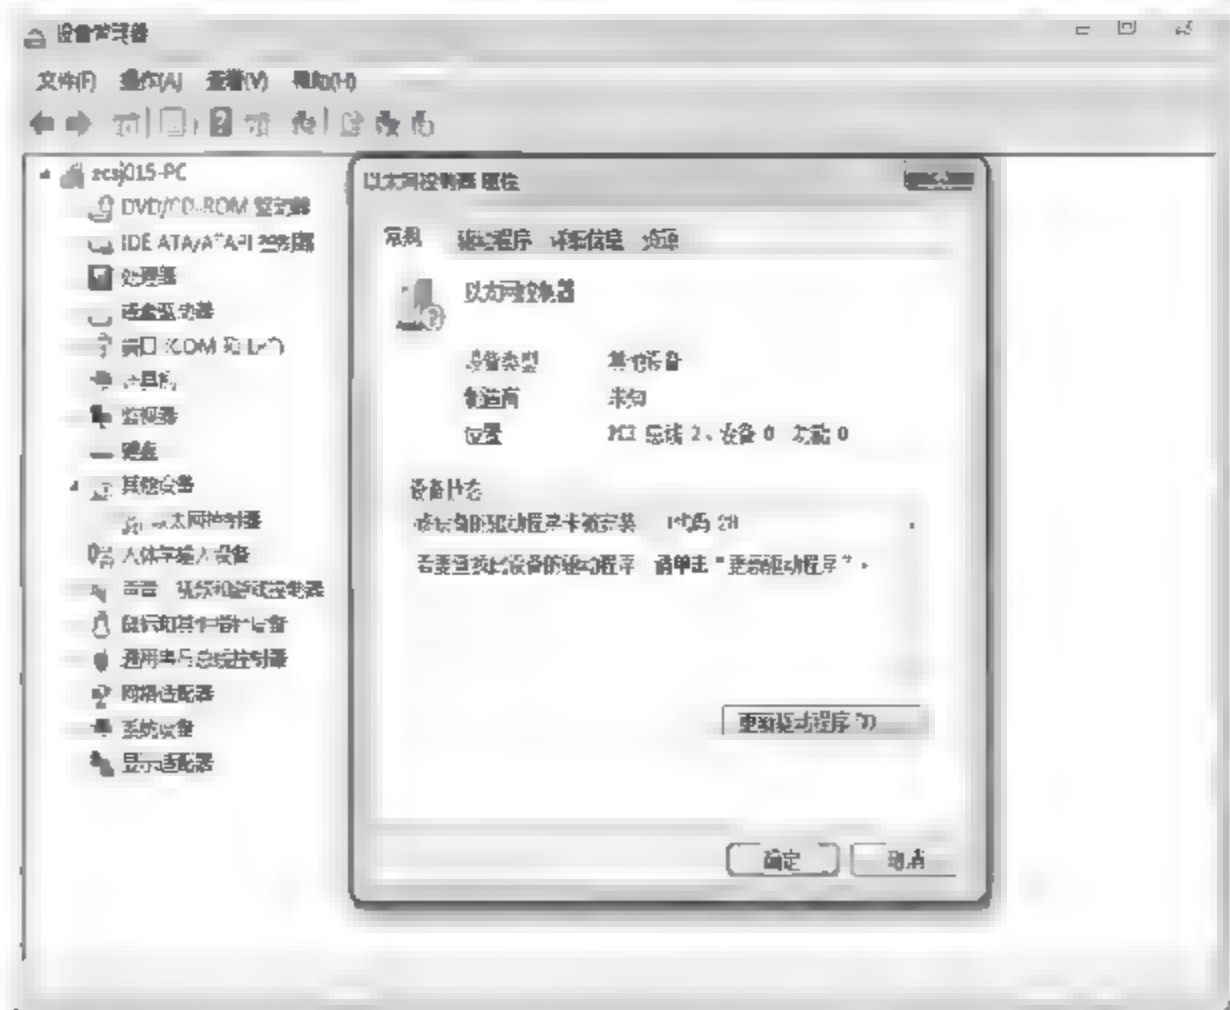 设备管理器
文件(F) 操作(A) 查看(V) 帮助(H)
zcsj015-PC
DVD/CD-ROM 驱动器
IDE ATA/ATAPI 控制器
处理器
磁盘驱动器
端口 (COM 和 LPT)
计算机
监视器
键盘
其他设备
以太网控制器
人体学输入设备
声音、视频和游戏控制器
鼠标和其他指针设备
通用串行总线控制器
网络适配器
系统设备
显示适配器
以太网控制器 属性
常规 驱动程序 详细信息 资源
以太网控制器
设备类型 其他设备
制造商 未知
位置 PCI 总线 2、设备 0、功能 0
设备状态
该设备的驱动程序未被安装。 (代码 28)
若要查找此设备的驱动程序，请单击“更新驱动程序”。
更新驱动程序
确定 取消